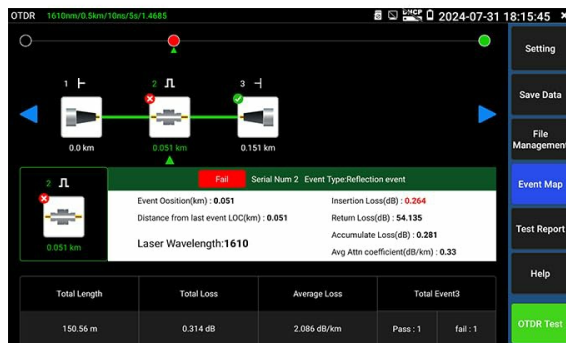 OTDR 1610nm/0.5km/10ns/5s/1.4685 2024-07-31 18:15:45 ×
Setting
Save Data
File
Management
Event Map
Test Report
Help
OTDR Test
1 2 3
0.0 km 0.051 km 0.151 km
2
0.051 km
Fail Serial Num 2 Event Type:Reflection event
Event Oosition(km) : 0.051 Insertion Loss(dB) : 0.264
Distance from last event LOC(km) : 0.051 Return Loss(dB) : 54.135
Accumulate Loss(dB) : 0.281
Laser Wavelength:1610
Avg Attn coefficient(dB/km) : 0.33
Total Length Total Loss Average Loss Total Event3
150.56 m 0.314 dB 2.086 dB/km Pass : 1 fail : 1